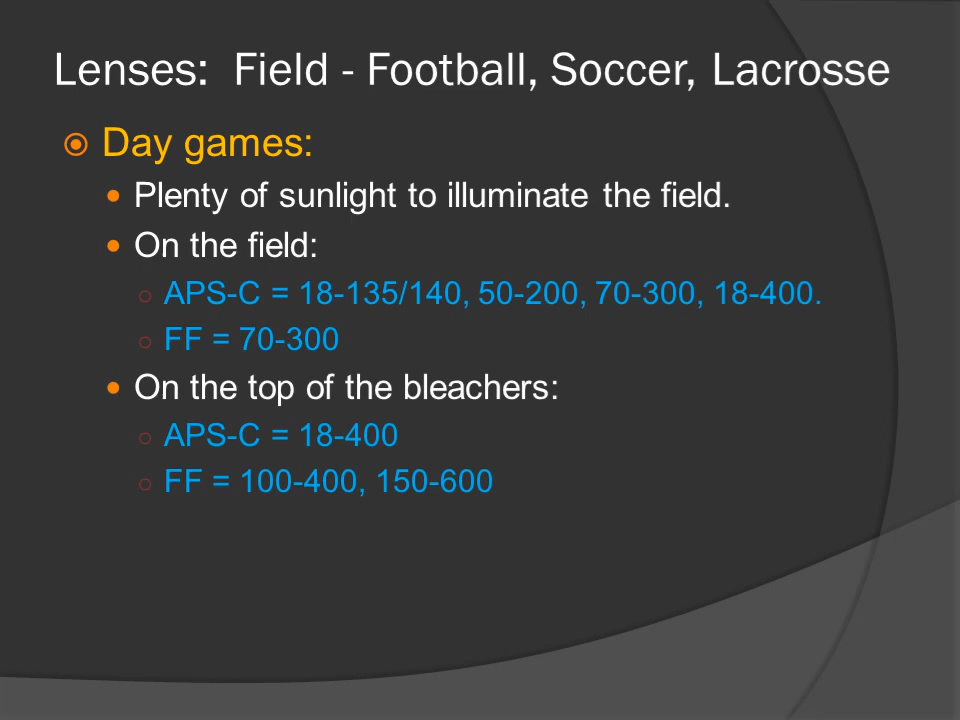 Lenses: Field - Football, Soccer, Lacrosse
Day games:
Plenty of sunlight to illuminate the field.
On the field:
APS-C = 18-135/140, 50-200, 70-300, 18-400.
FF = 70-300
On the top of the bleachers:
APS-C = 18-400
FF = 100-400, 150-600